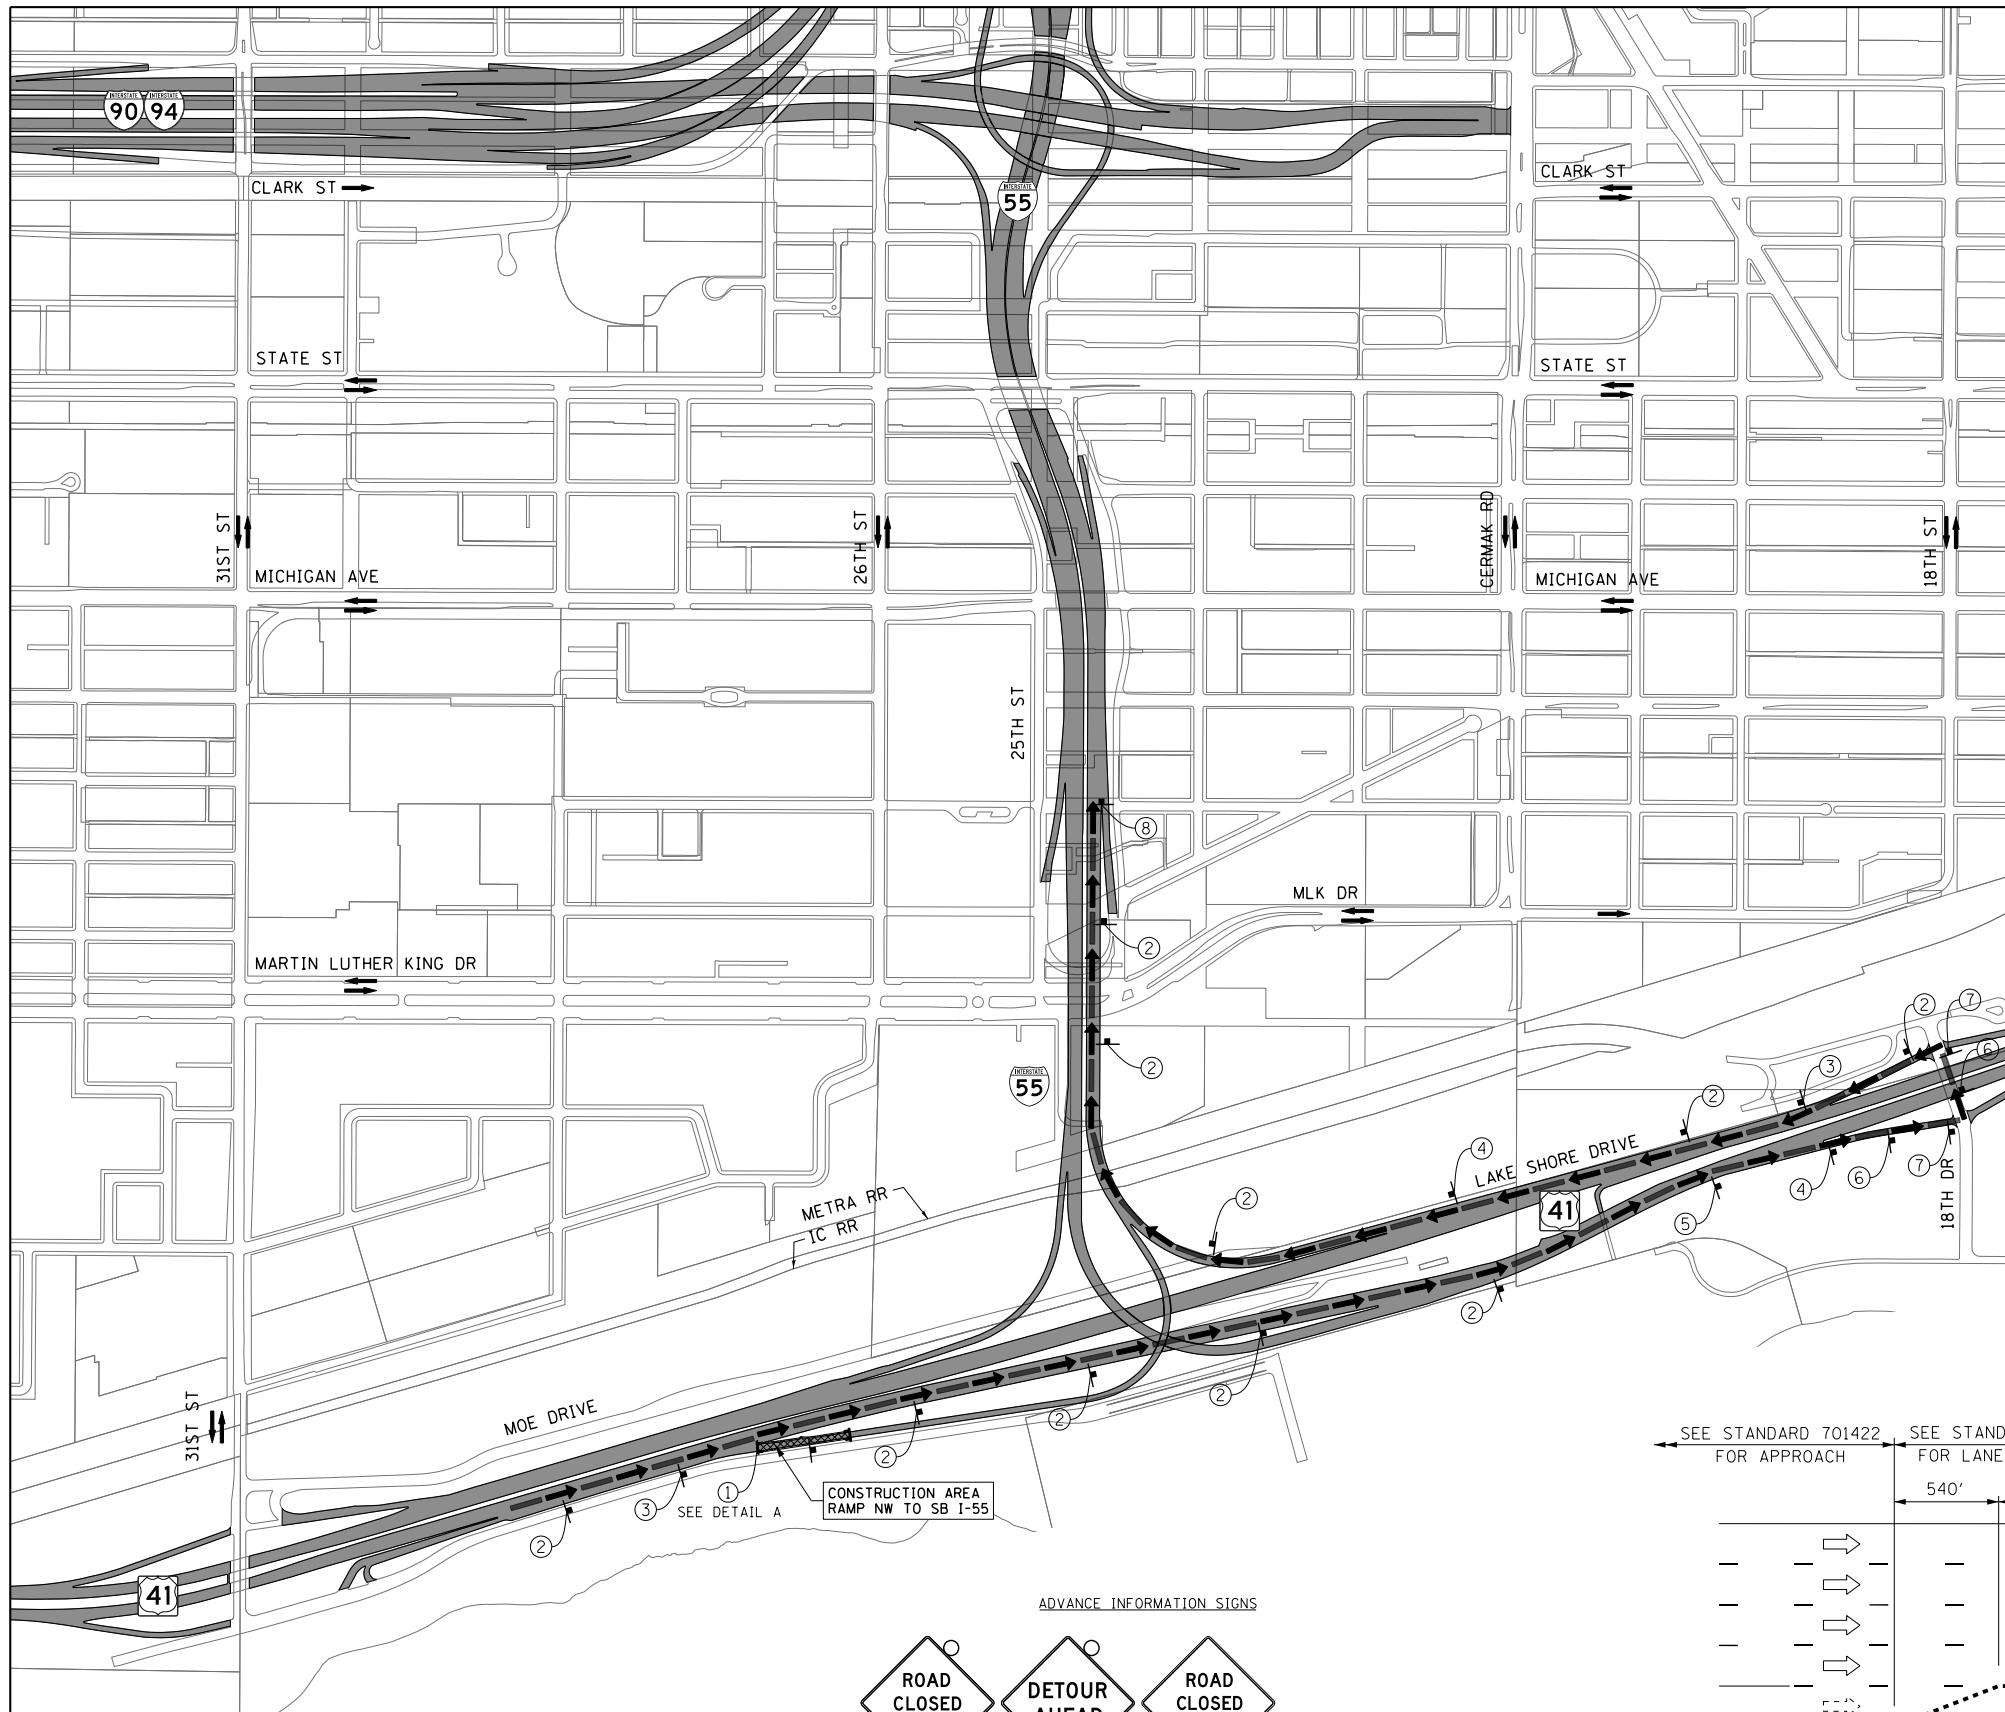 INTERSTATE
90
INTERSTATE
94
CLARK ST
INTERSTATE
55
CLARK ST
STATE ST
STATE ST
31ST ST
26TH ST
CERMAK RD
18TH ST
MICHIGAN AVE
MICHIGAN AVE
25TH ST
8
MLK DR
2
MARTIN LUTHER KING DR
2
7
6
2
3
2
INTERSTATE
55
4
LAKE SHORE DRIVE
41
METRA RR
IC RR
2
4
6
7
5
18TH DR
2
2
2
2
31ST ST
MOE DRIVE
1
3
SEE DETAIL A
2
CONSTRUCTION AREA
RAMP NW TO SB I-55
41
SEE STANDARD 701422
FOR APPROACH
SEE STAND
FOR LANE
540'
ADVANCE INFORMATION SIGNS
ROAD
CLOSED
DETOUR
AHEAD
ROAD
CLOSED